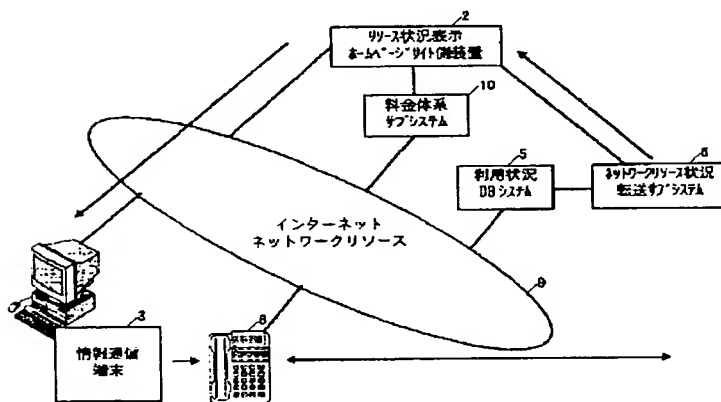 2
リソース状況表示
ホームページサイト側装置
10
料金体系
サブシステム
5
利用状況
DBシステム
ネットワークリソース状況
転送サブシステム
インターネット
ネットワークリソース
9
3
情報通信
端末